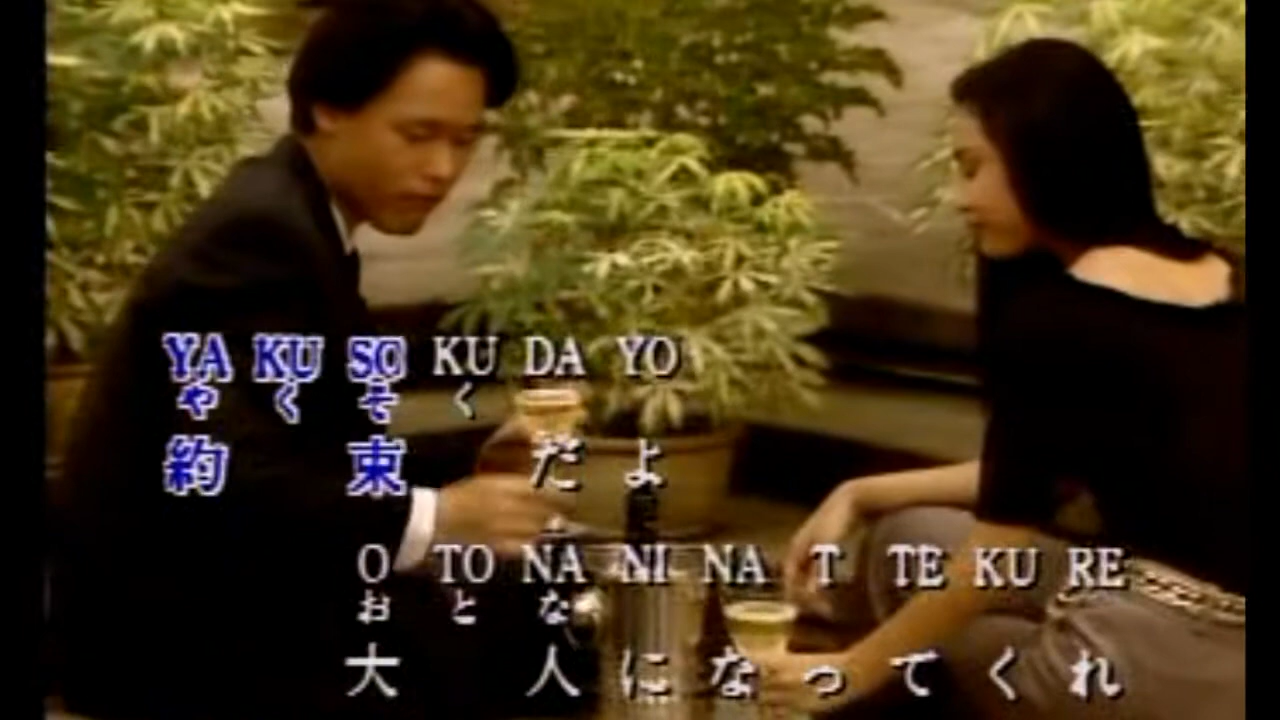 YA KU SO KU DA YO
や く そ く
約 束 だ よ
O TO NA NI NA T TE KU RE
お と な
大 人 に な っ て く れ